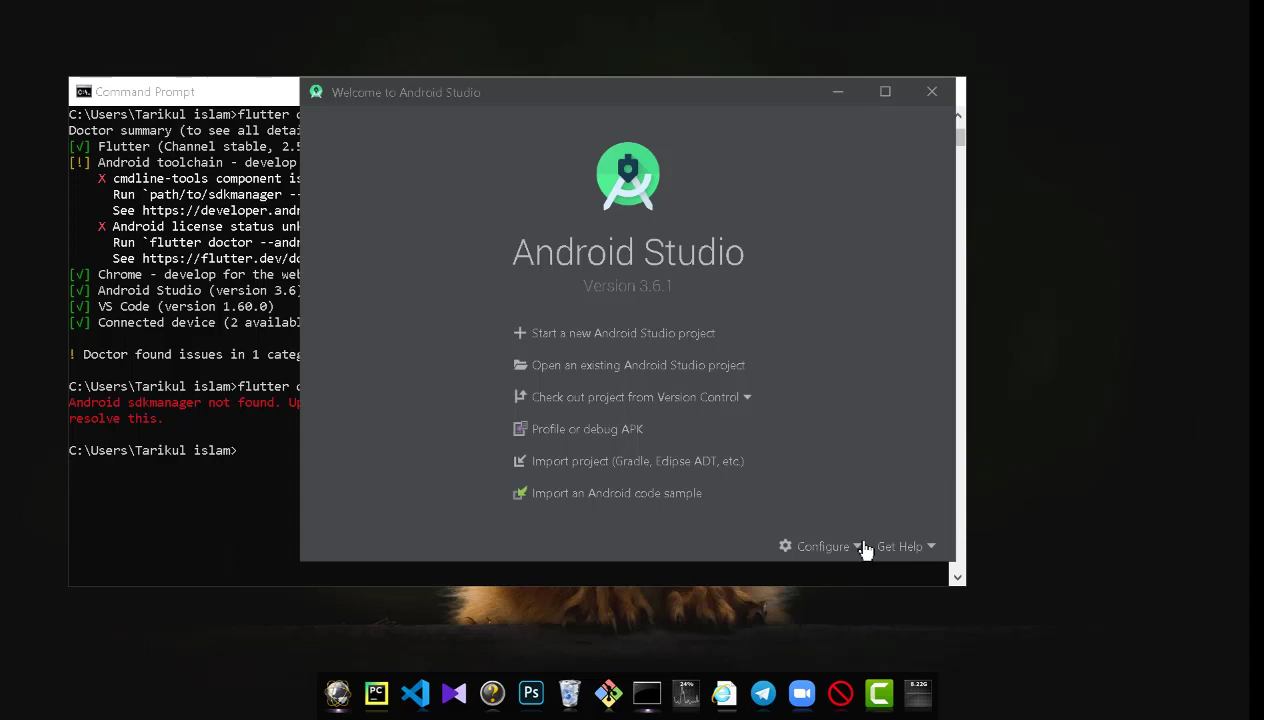 Command Prompt
C:\Users\Tarikul islam>flutter
Doctor summary (to see all detai
[√] Flutter (Channel stable, 2.5
[!] Android toolchain - develop
X cmdline-tools component is
Run `path/to/sdkmanager --
See https://developer.andr
X Android license status unk
Run `flutter doctor --andr
See https://flutter.dev/do
[√] Chrome - develop for the web
[√] Android Studio (version 3.6)
[√] VS Code (version 1.60.0)
[√] Connected device (2 availabl
! Doctor found issues in 1 categ
C:\Users\Tarikul islam>flutter
Android sdkmanager not found. Up
resolve this.
C:\Users\Tarikul islam>
Welcome to Android Studio
Android Studio
Version 3.6.1
Start a new Android Studio project
Open an existing Android Studio project
Check out project from Version Control
Profile or debug APK
Import project (Gradle, Eclipse ADT, etc.)
Import an Android code sample
Configure
Get Help
PC
Ps
24%
8.22G